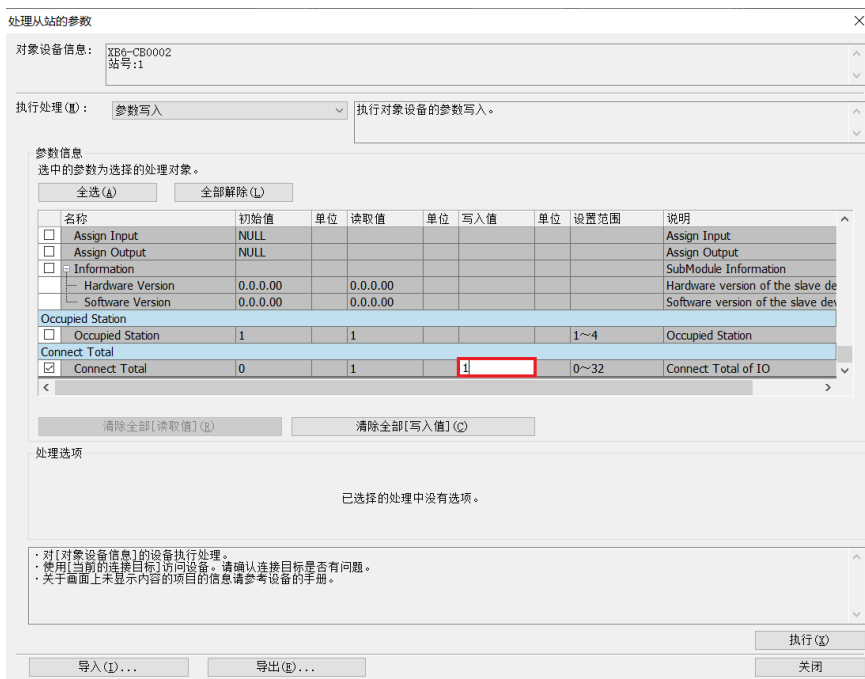 处理从站的参数
对象设备信息:
XB6-CB0002
站号:1
执行处理(M):
参数写入
执行对象设备的参数写入。
参数信息
选中的参数为选择的处理对象。
全选(A) 全部解除(L)
名称 初始值 单位 读取值 单位 写入值 单位 设置范围 说明
Assign Input NULL Assign Input
Assign Output NULL Assign Output
Information SubModule Information
Hardware Version 0.0.0.00 0.0.0.00 Hardware version of the slave de
Software Version 0.0.0.00 0.0.0.00 Software version of the slave dev
Occupied Station
Occupied Station 1 1 1~4 Occupied Station
Connect Total
Connect Total 0 1 1 0~32 Connect Total of IO
清除全部[读取值](R) 清除全部[写入值](C)
处理选项
已选择的处理中没有选项。
·对[对象设备信息]的设备执行处理。
·使用[当前的连接目标]访问设备。请确认连接目标是否有问题。
·关于画面上未显示内容的项目的信息请参考设备的手册。
执行(X)
导入(I)... 导出(E)... 关闭